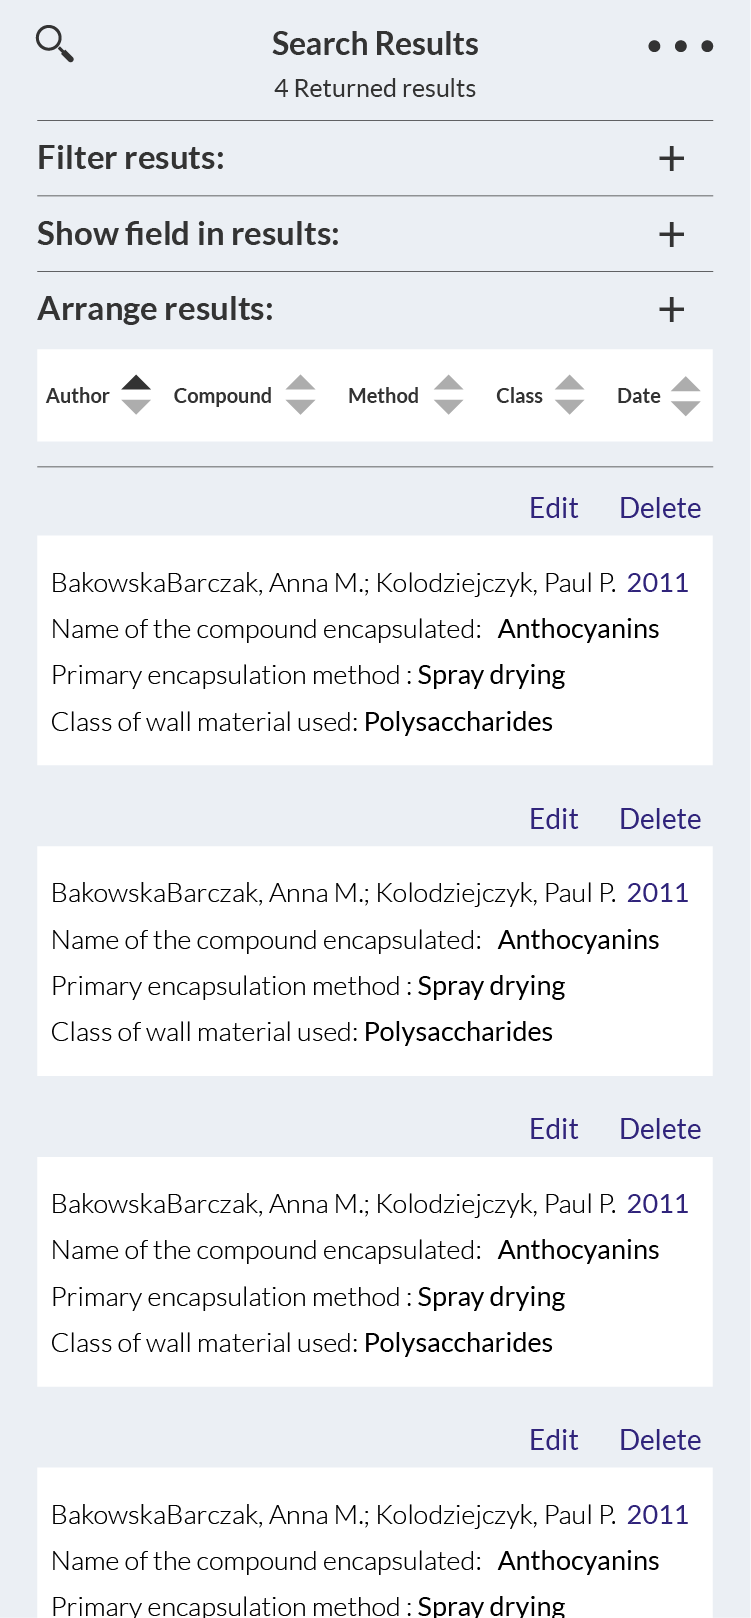 Search Results
4 Returned results
Filter resuts:
Show field in results:
Arrange results:
Author Compound Method Class Date
Edit Delete
BakowskaBarczak, Anna M.; Kolodziejczyk, Paul P. 2011
Name of the compound encapsulated: Anthocyanins
Primary encapsulation method : Spray drying
Class of wall material used: Polysaccharides
Edit Delete
BakowskaBarczak, Anna M.; Kolodziejczyk, Paul P. 2011
Name of the compound encapsulated: Anthocyanins
Primary encapsulation method : Spray drying
Class of wall material used: Polysaccharides
Edit Delete
BakowskaBarczak, Anna M.; Kolodziejczyk, Paul P. 2011
Name of the compound encapsulated: Anthocyanins
Primary encapsulation method : Spray drying
Class of wall material used: Polysaccharides
Edit Delete
BakowskaBarczak, Anna M.; Kolodziejczyk, Paul P. 2011
Name of the compound encapsulated: Anthocyanins
Primary encapsulation method : Spray drying